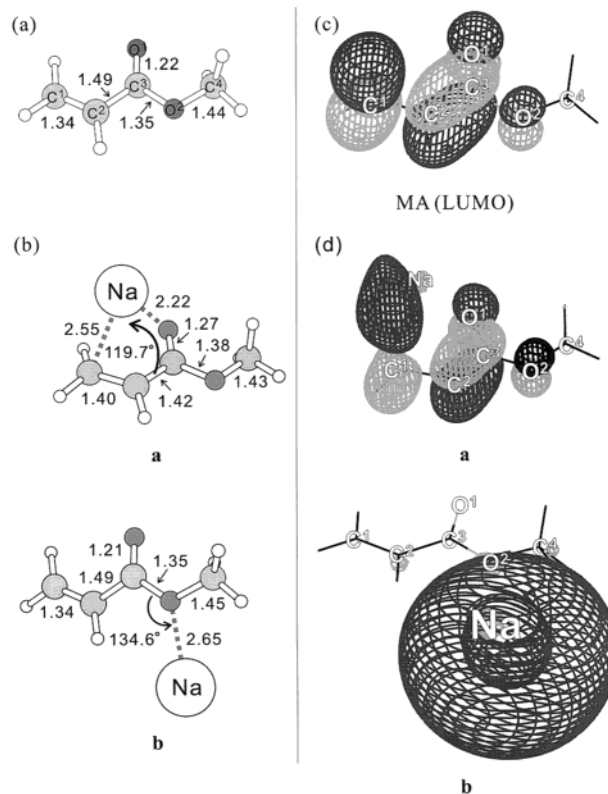 (a)
O¹
1.22
1.49
C³
C⁴
C¹
C²
O²
1.34
1.35
1.44
(b)
Na
2.22
2.55
1.27
119.7°
1.38
1.40
1.42
1.43
a
1.21
1.35
1.34
1.49
1.45
134.6°
2.65
Na
b
(c)
O¹
C³
C¹
C²
O²
C⁴
MA (LUMO)
(d)
Na
O¹
C³
C⁴
C¹
C²
O²
a
O¹
C¹
C²
C³
C⁴
O²
Na
b